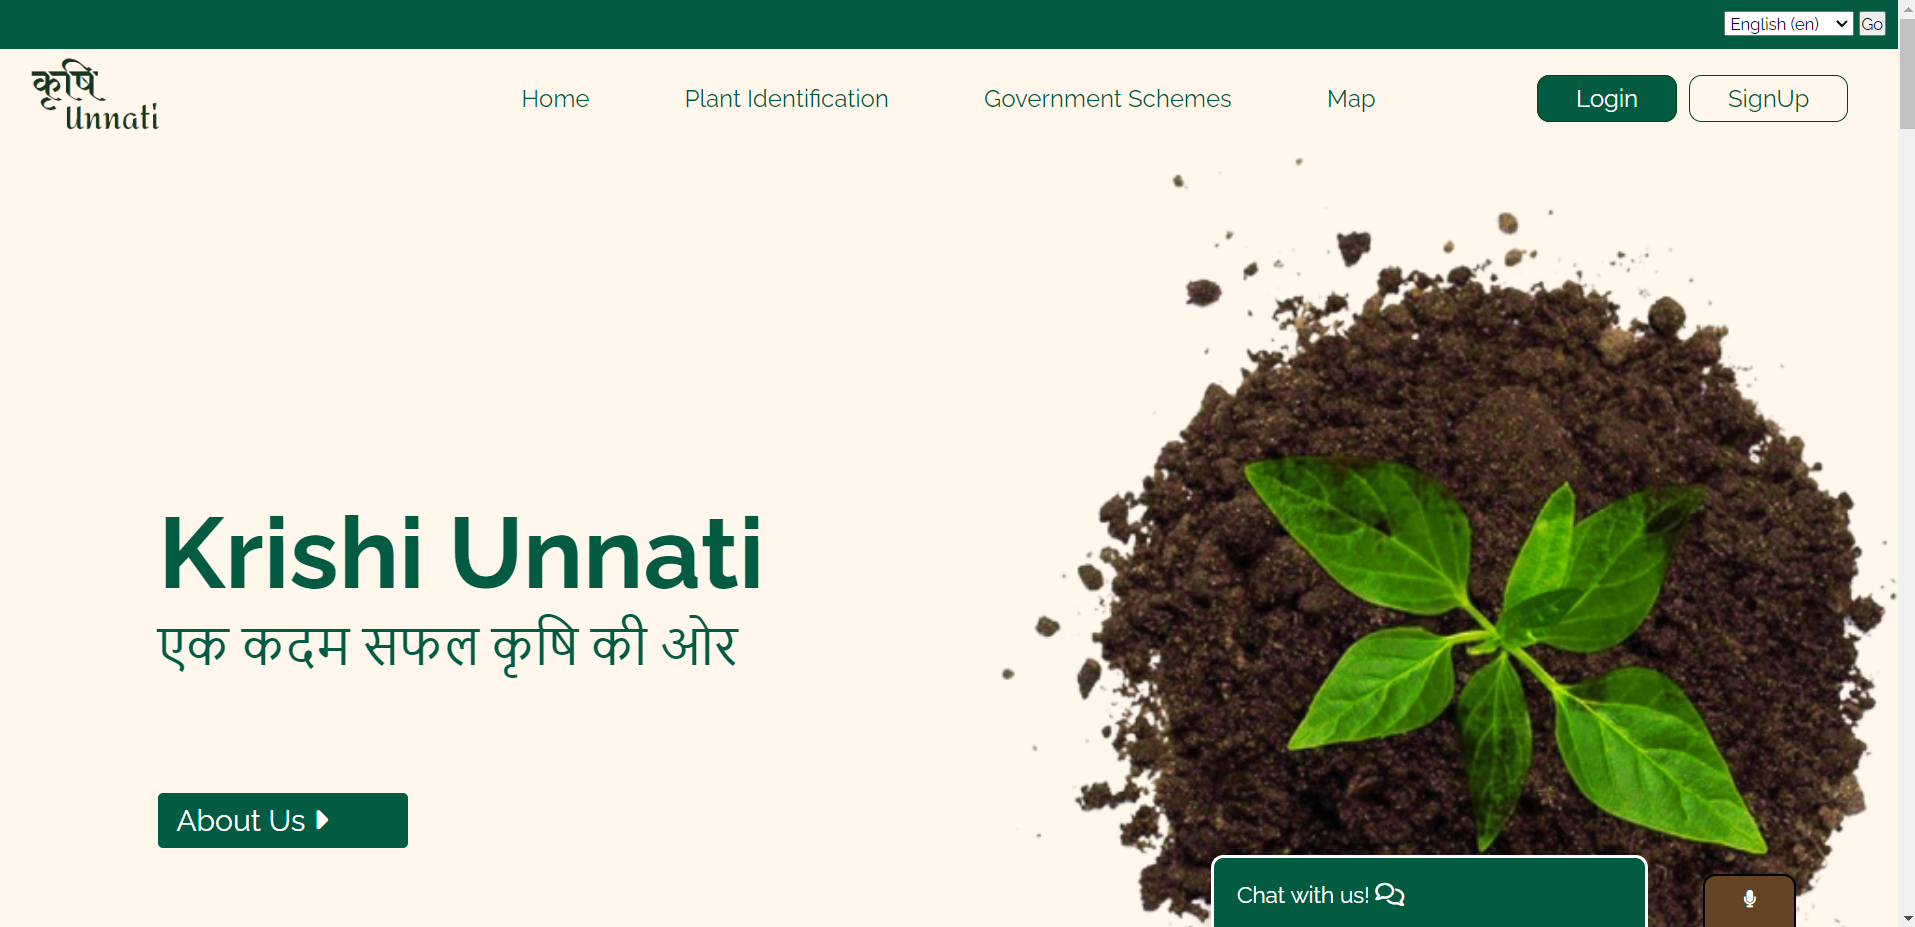 English (en) Go
कृषि
Unnati
Home Plant Identification Government Schemes Map Login SignUp
Krishi Unnati
एक कदम सफल कृषि की ओर
About Us
Chat with us!